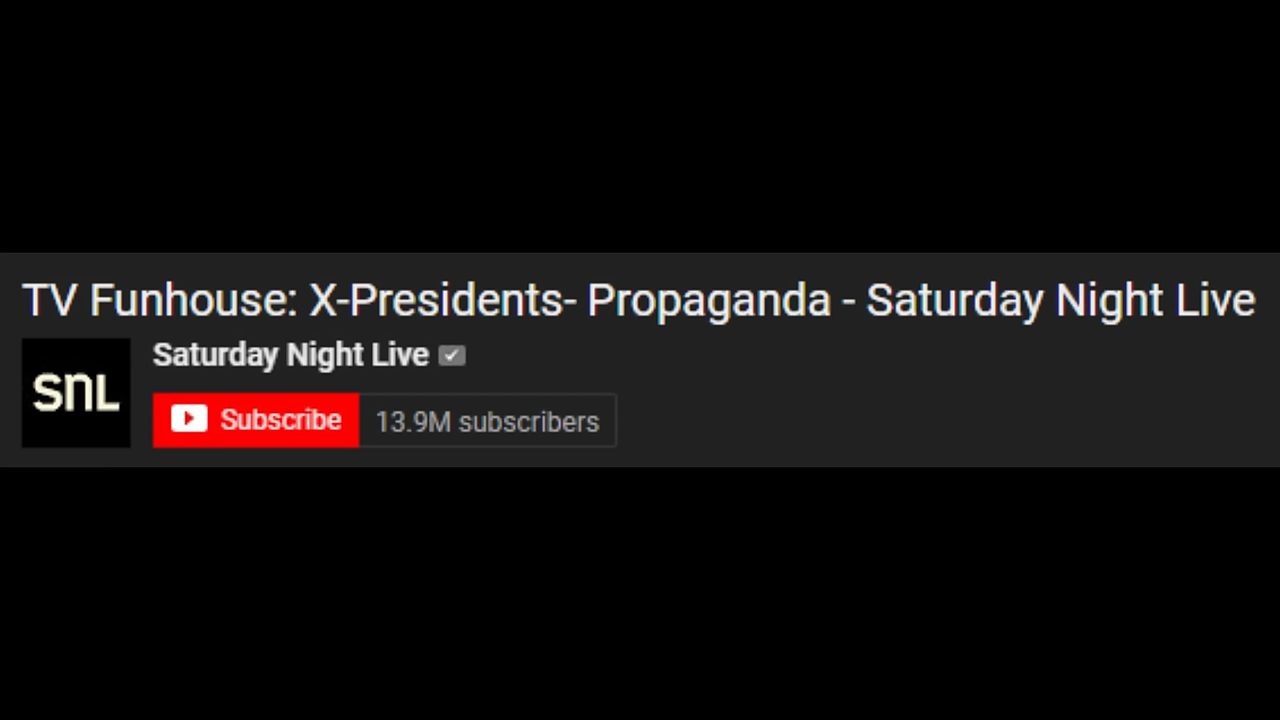 TV Funhouse: X-Presidents- Propaganda - Saturday Night Live
Saturday Night Live
SNL
Subscribe 13.9M subscribers